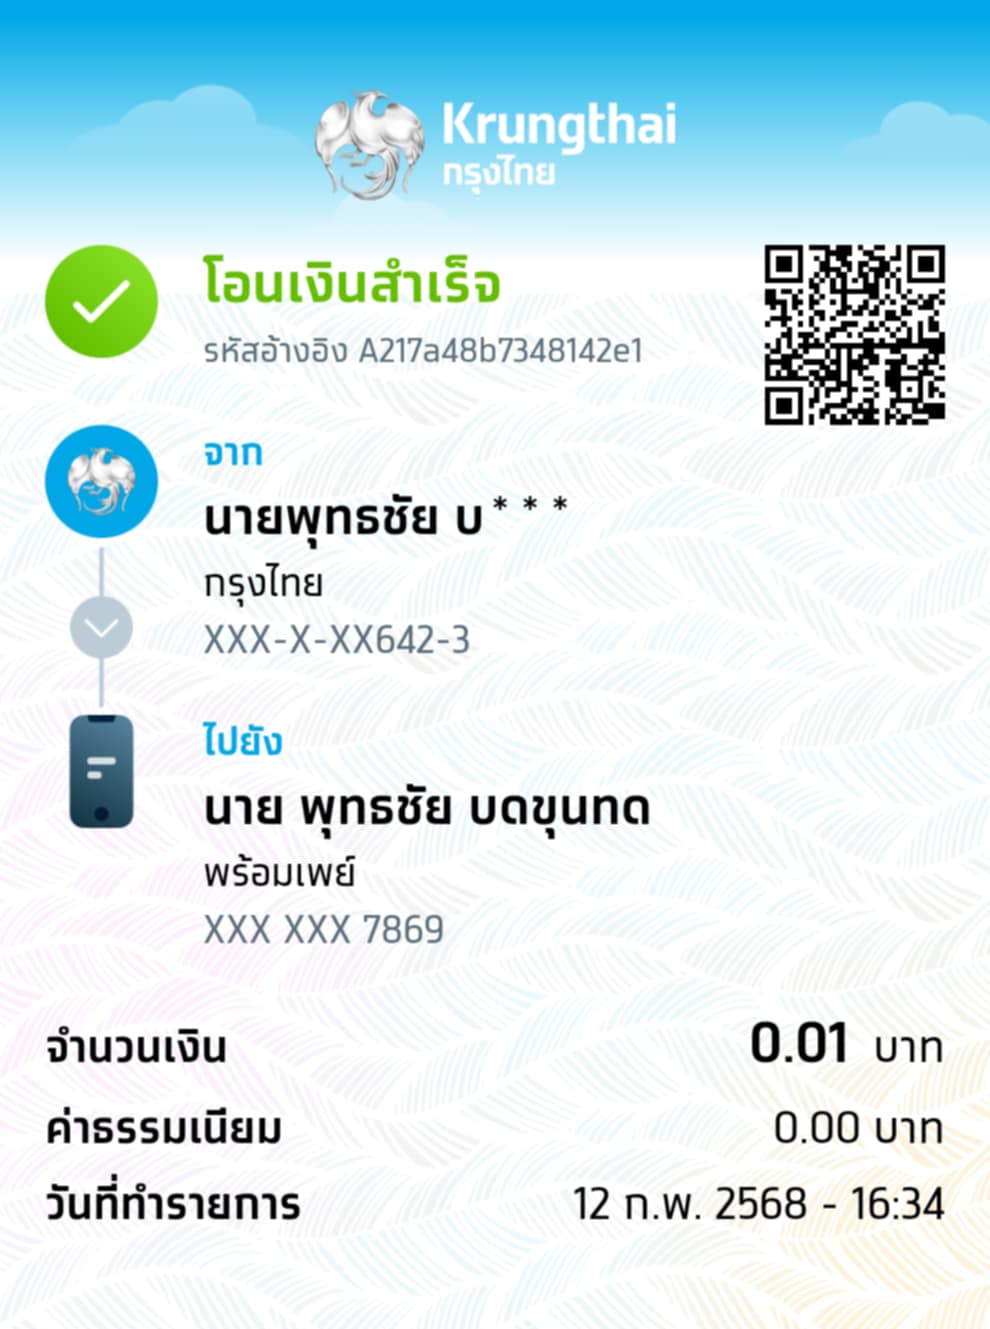 Krungthai
กรุงไทย
โอนเงินสำเร็จ
รหัสอ้างอิง A217a48b7348142e1
จาก
นายพุทธชัย บ***
กรุงไทย
XXX-X-XX642-3
ไปยัง
นาย พุทธชัย บดขุนทด
พร้อมเพย์
XXX XXX 7869
จำนวนเงิน 0.01 บาท
ค่าธรรมเนียม 0.00 บาท
วันที่ทำรายการ 12 ก.พ. 2568 - 16:34